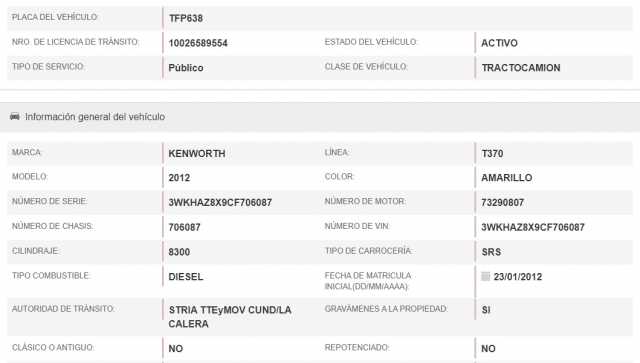 PLACA DEL VEHÍCULO: TFP638
NRO. DE LICENCIA DE TRÁNSITO: 10026589554 ESTADO DEL VEHÍCULO: ACTIVO
TIPO DE SERVICIO: Público CLASE DE VEHÍCULO: TRACTOCAMION
Información general del vehículo
MARCA: KENWORTH LÍNEA: T370
MODELO: 2012 COLOR: AMARILLO
NÚMERO DE SERIE: 3WKHAZ8X9CF706087 NÚMERO DE MOTOR: 73290807
NÚMERO DE CHASIS: 706087 NÚMERO DE VIN: 3WKHAZ8X9CF706087
CILINDRAJE: 8300 TIPO DE CARROCERÍA: SRS
TIPO COMBUSTIBLE: DIESEL FECHA DE MATRICULA
INICIAL(DD/MM/AAAA): 23/01/2012
AUTORIDAD DE TRÁNSITO: STRIA TTEyMOV CUND/LA
CALERA GRAVÁMENES A LA PROPIEDAD: SI
CLÁSICO O ANTIGUO: NO REPOTENCIADO: NO